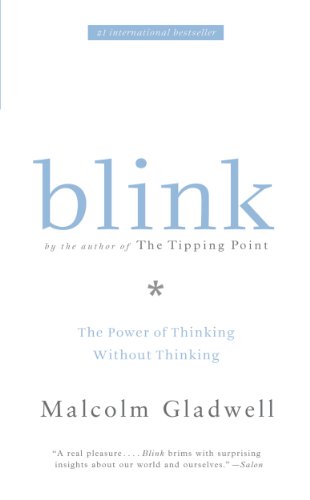 #1 international bestseller
blink
by the author of The Tipping Point
*
The Power of Thinking
Without Thinking
Malcolm Gladwell
“A real pleasure. . . . Blink brims with surprising
insights about our world and ourselves.” —Salon